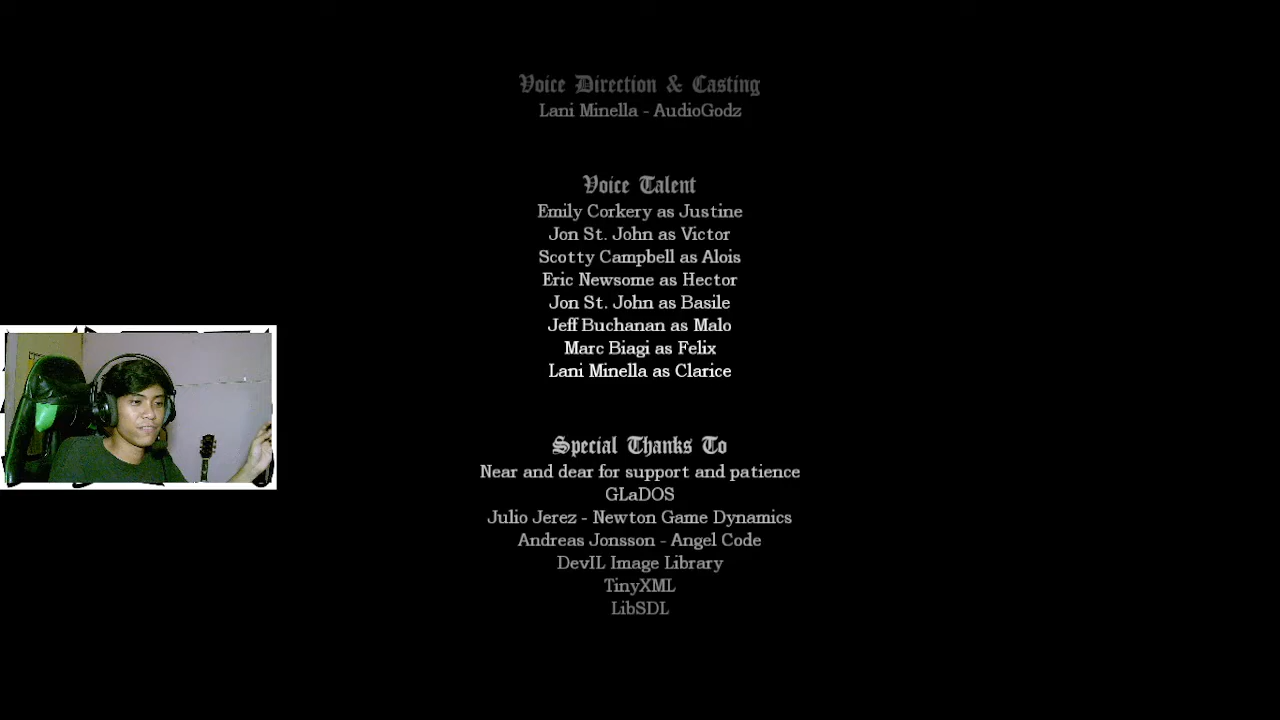 Voice Direction & Casting
Lani Minella - AudioGodz
Voice Talent
Emily Corkery as Justine
Jon St. John as Victor
Scotty Campbell as Alois
Eric Newsome as Hector
Jon St. John as Basile
Jeff Buchanan as Malo
Marc Biagi as Felix
Lani Minella as Clarice
Special Thanks To
Near and dear for support and patience
GLaDOS
Julio Jerez - Newton Game Dynamics
Andreas Jonsson - Angel Code
DevIL Image Library
TinyXML
LibSDL